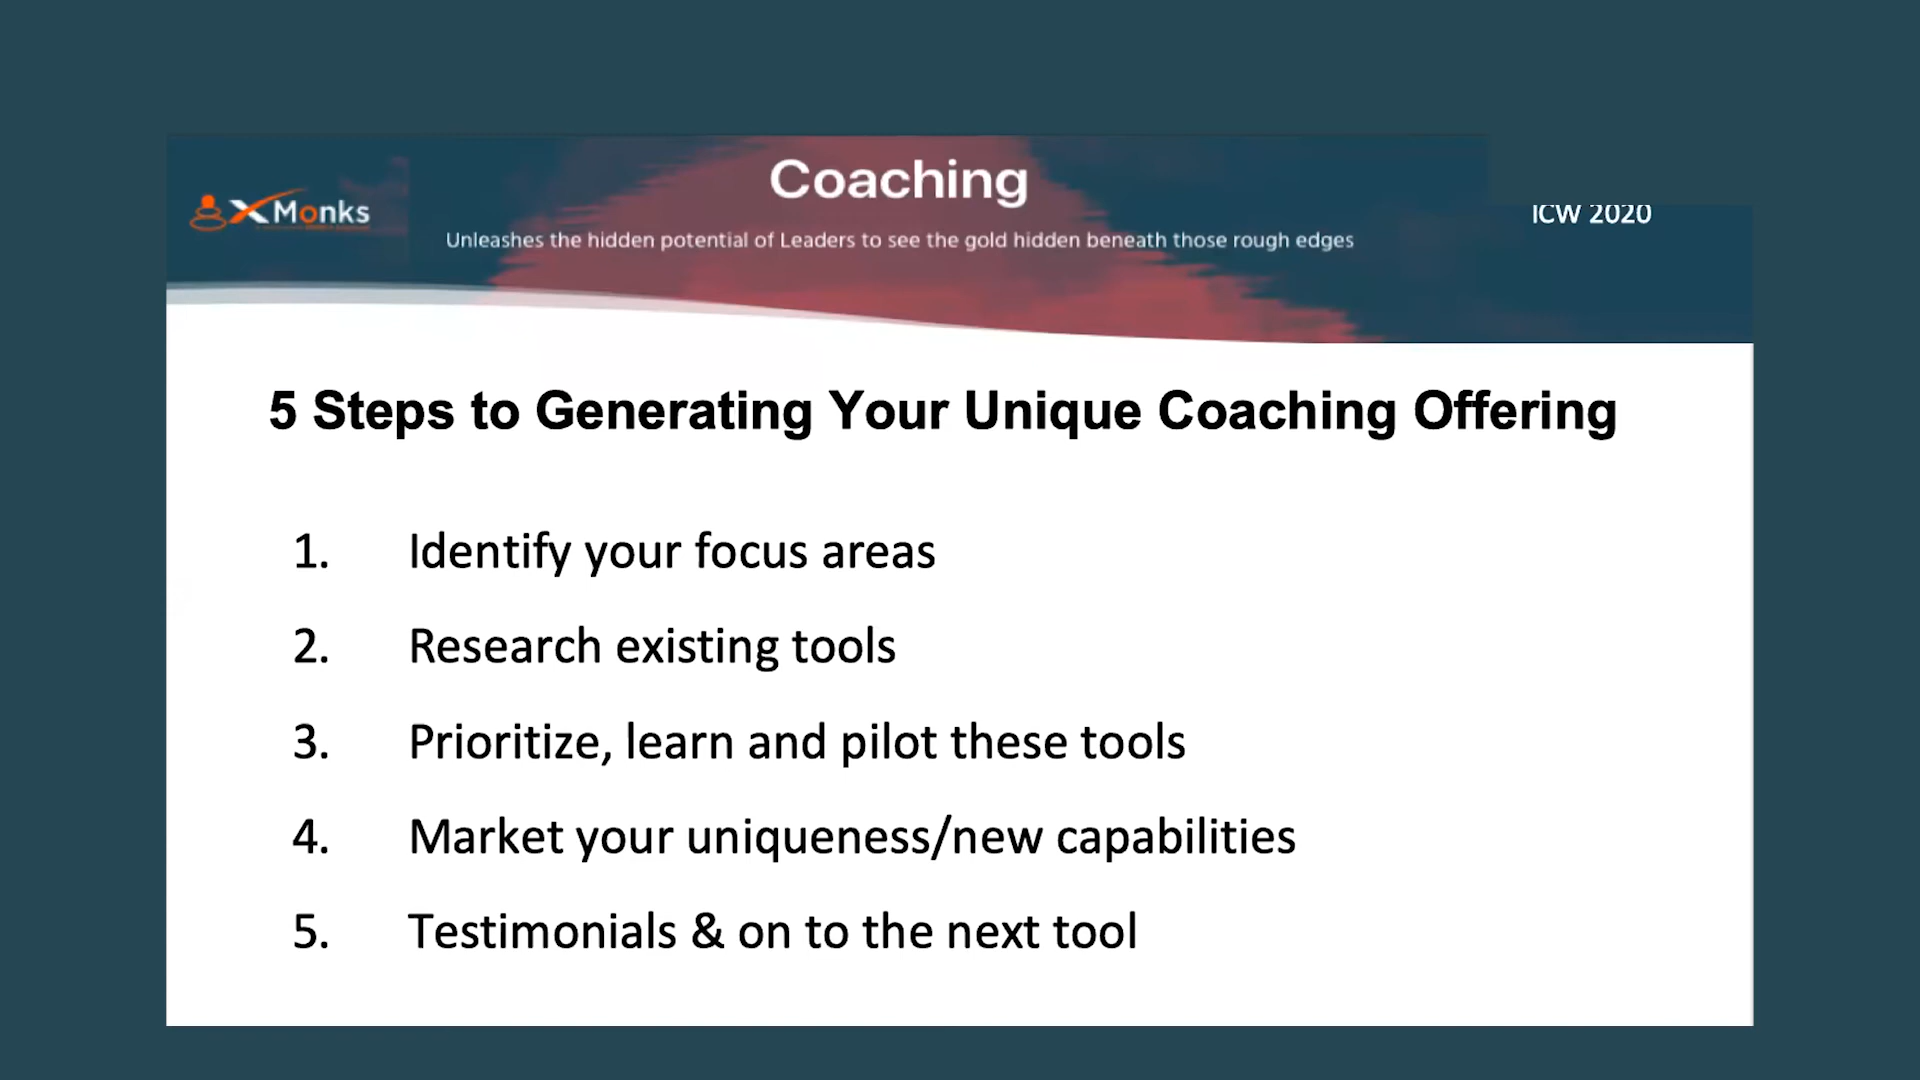 Coaching
XMonks
Unleashes the hidden potential of Leaders to see the gold hidden beneath those rough edges
ICW 2020
5 Steps to Generating Your Unique Coaching Offering
1. Identify your focus areas
2. Research existing tools
3. Prioritize, learn and pilot these tools
4. Market your uniqueness/new capabilities
5. Testimonials & on to the next tool